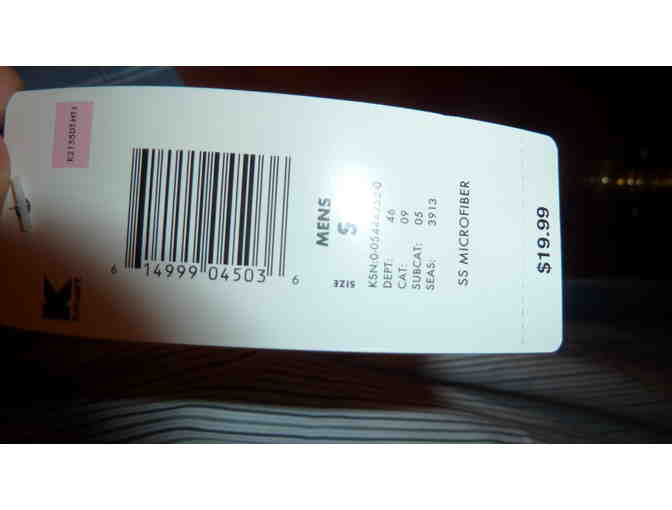 MENS
SIZE S
DEPT: 46
CAT: 09
SUBCAT: 05
SEAS: 3913
SS MICROFIBER
$19.99
6 14999 04503 6
K